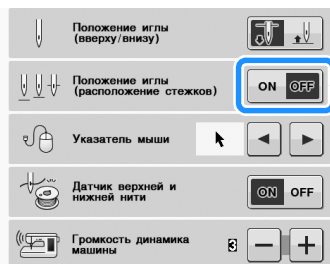 Положение иглы
(вверху/внизу)
Положение иглы
(расположение стежков)
ON OFF
Указатель мыши
Датчик верхней и
нижней нити
ON OFF
Громкость динамика
машины
3